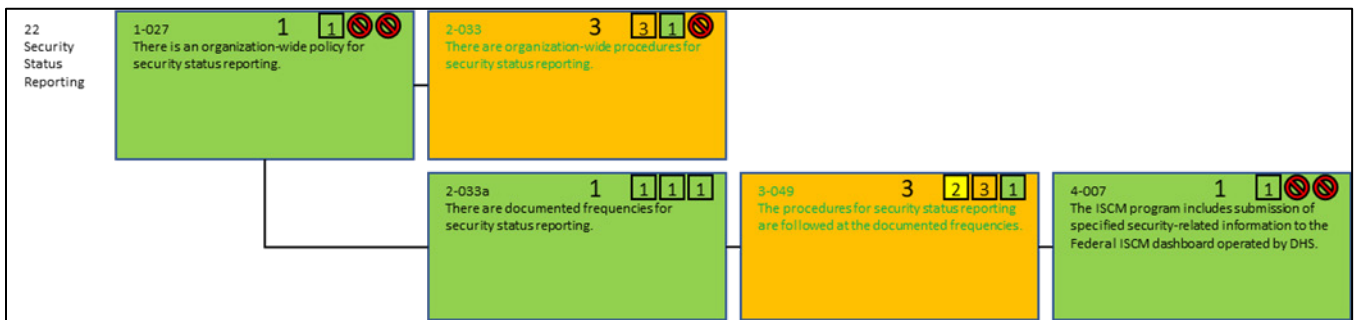 22
Security
Status
Reporting
1-027 1 1
There is an organization-wide policy for
security status reporting.
2-033 3 3 1
There are organization-wide procedures for
security status reporting.
2-033a 1 1 1 1
There are documented frequencies for
security status reporting.
3-049 3 2 3 1
The procedures for security status reporting
are followed at the documented frequencies.
4-007 1 1
The ISCM program includes submission of
specified security-related information to the
Federal ISCM dashboard operated by DHS.